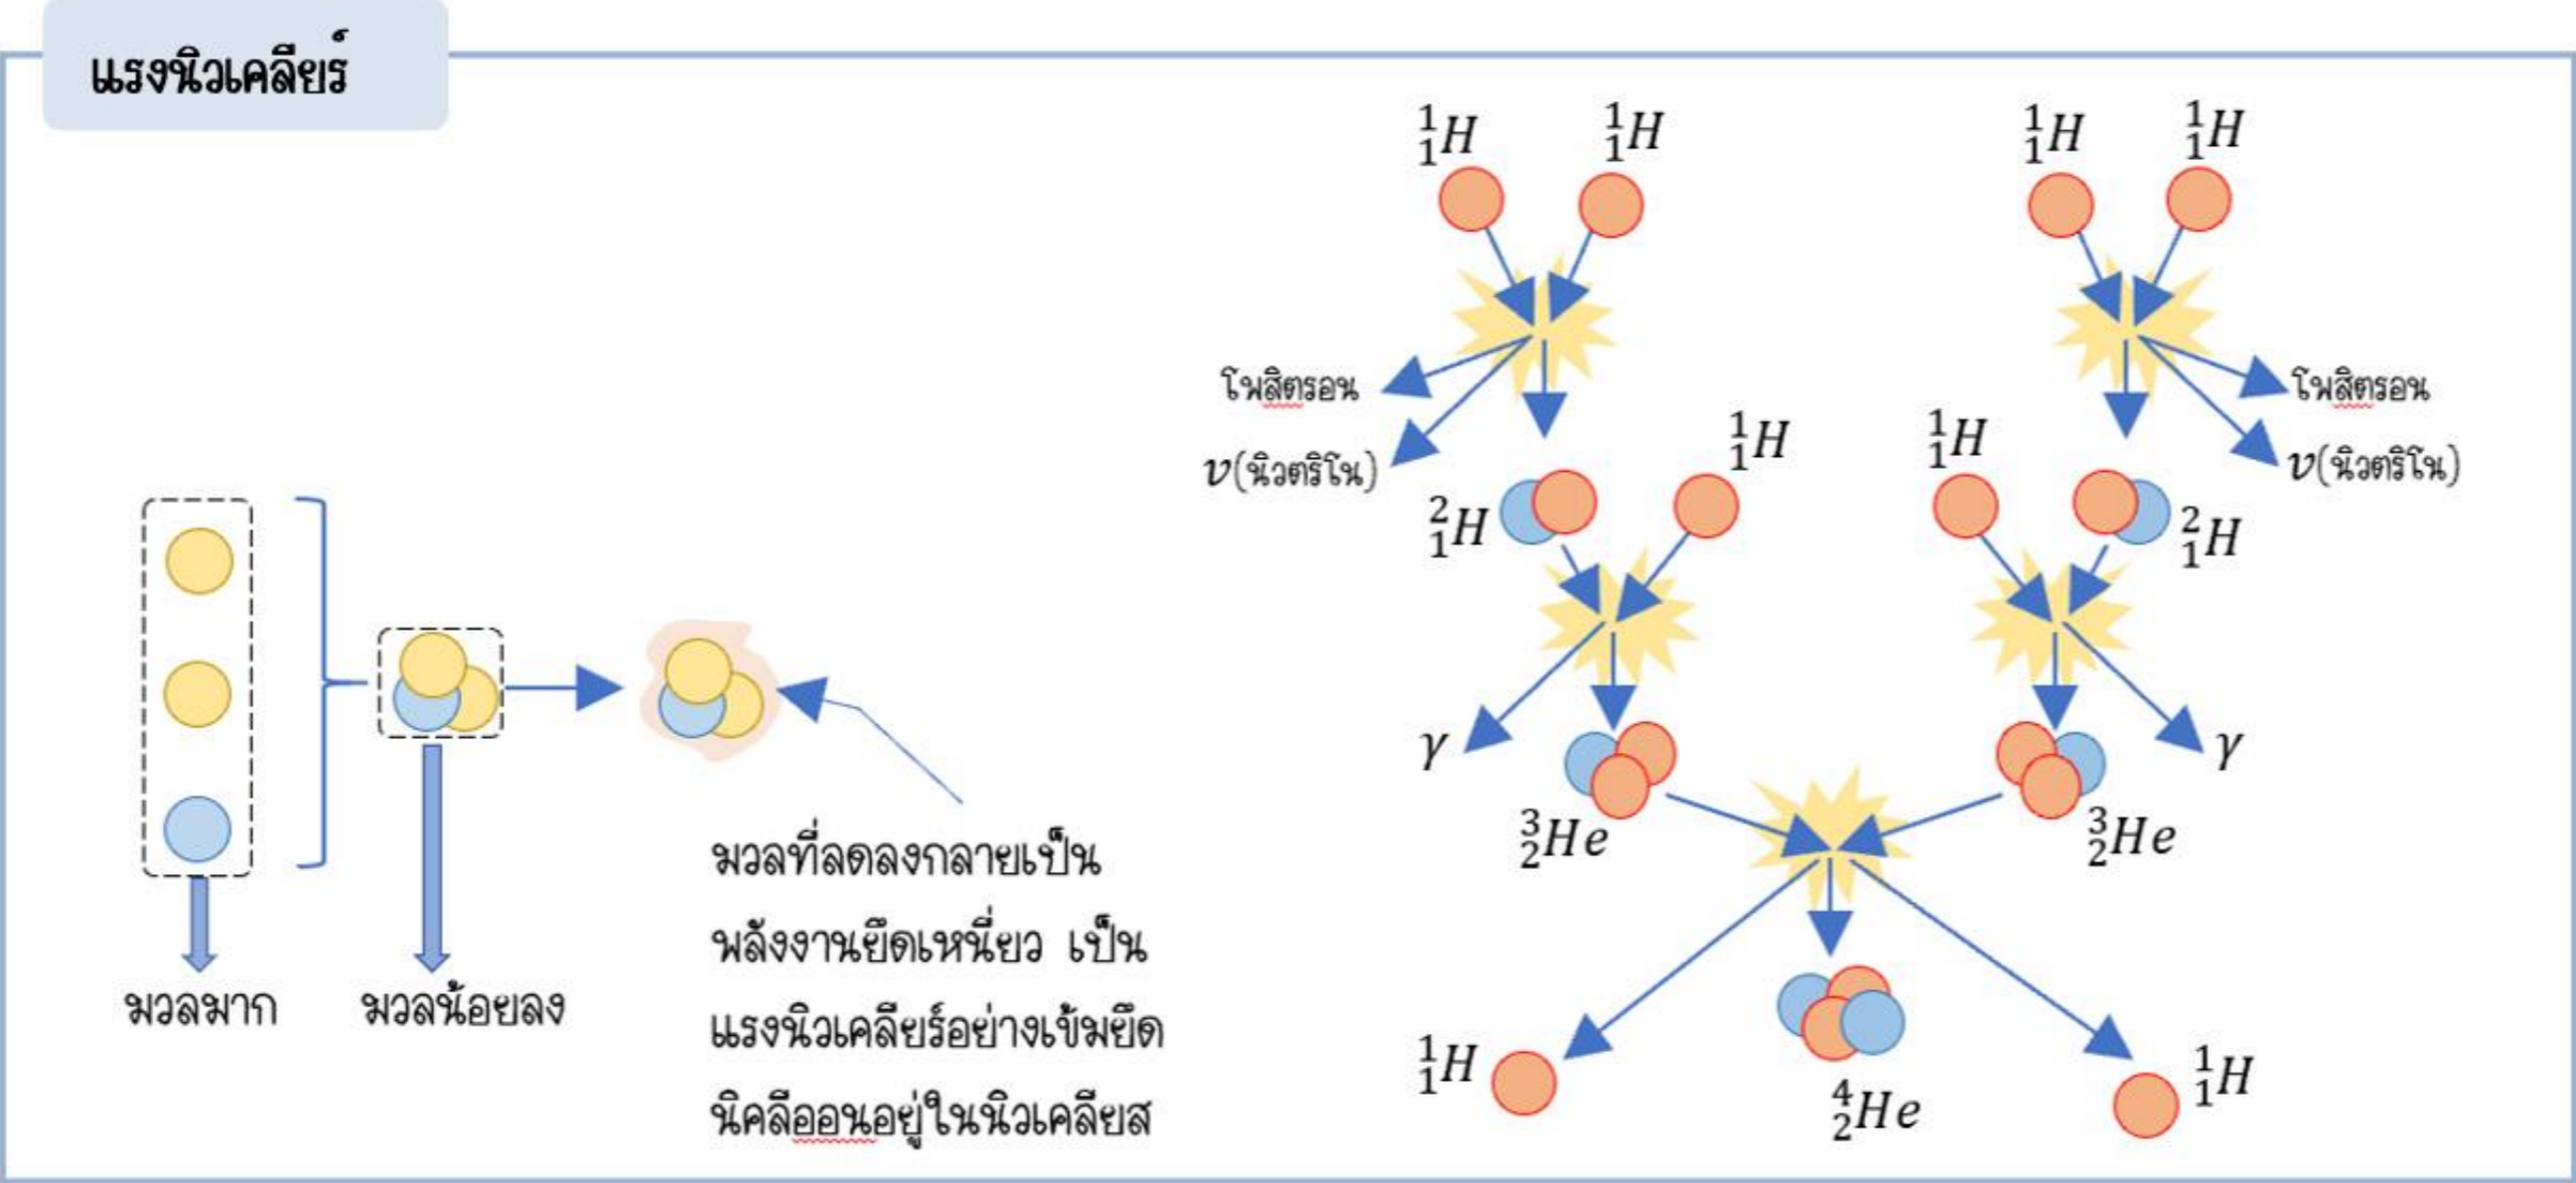 แรงนิวเคลียร์
มวลมาก
มวลน้อยลง
มวลที่ลดลงกลายเป็น
พลังงานยึดเหนี่ยว เป็น
แรงนิวเคลียร์อย่างเข้มยึด
นิคลีออนอยู่ในนิวเคลียส
¹₁H ¹₁H ¹₁H ¹₁H
โพสิตรอน โพสิตรอน
ν(นิวตริโน) ν(นิวตริโน)
¹₁H ¹₁H
²₁H ²₁H
γ γ
³₂He ³₂He
¹₁H ¹₁H
⁴₂He